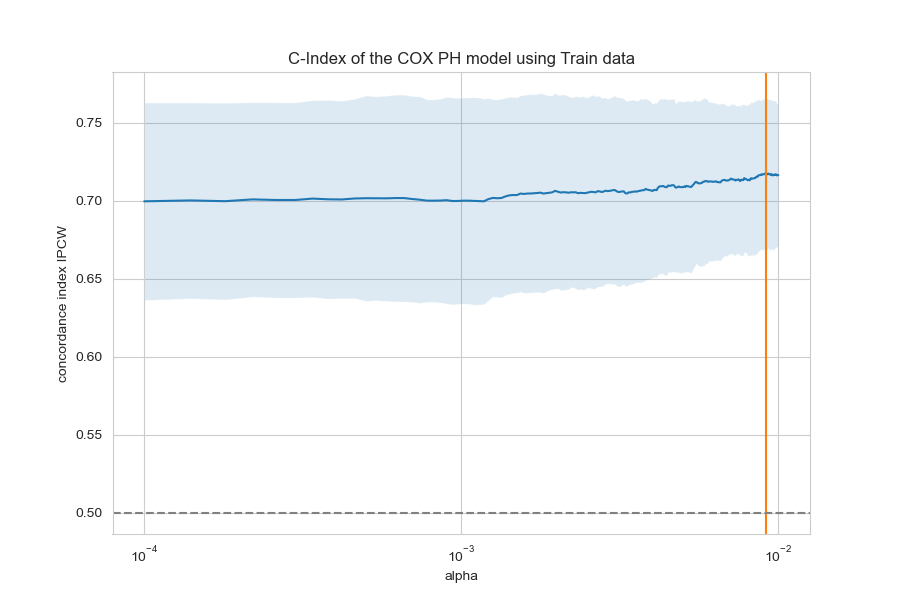 C-Index of the COX PH model using Train data
concordance index IPCW
0.75
0.70
0.65
0.60
0.55
0.50
10⁻⁴ 10⁻³ 10⁻²
alpha